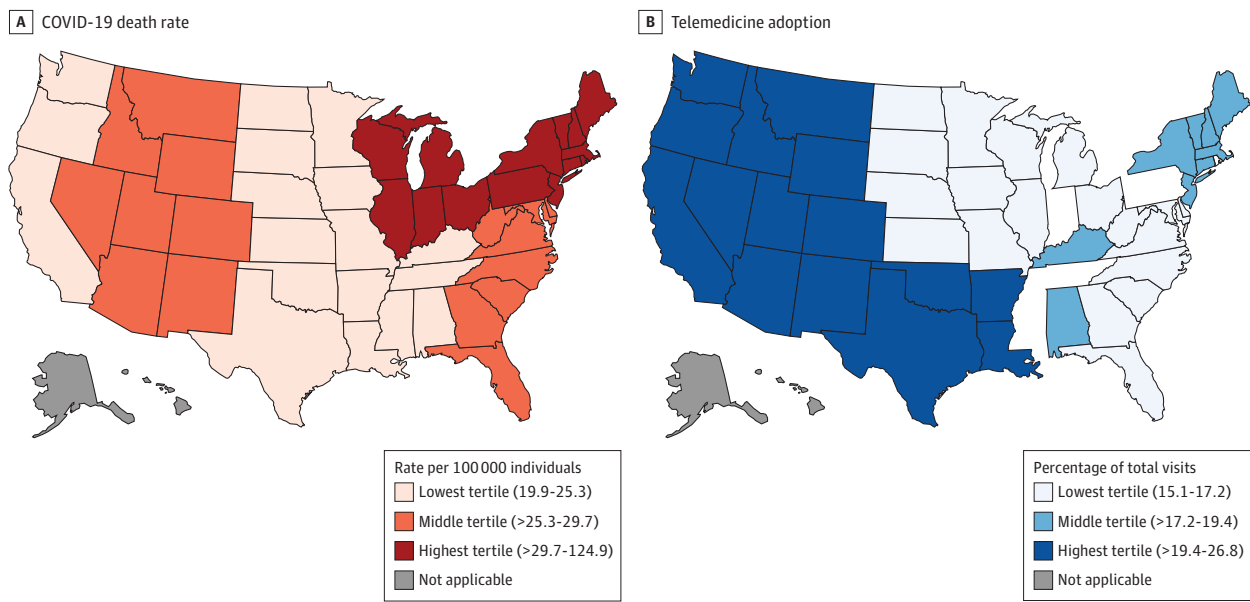 A COVID-19 death rate
B Telemedicine adoption
Rate per 100 000 individuals
Lowest tertile (19.9-25.3)
Middle tertile (>25.3-29.7)
Highest tertile (>29.7-124.9)
Not applicable
Percentage of total visits
Lowest tertile (15.1-17.2)
Middle tertile (>17.2-19.4)
Highest tertile (>19.4-26.8)
Not applicable